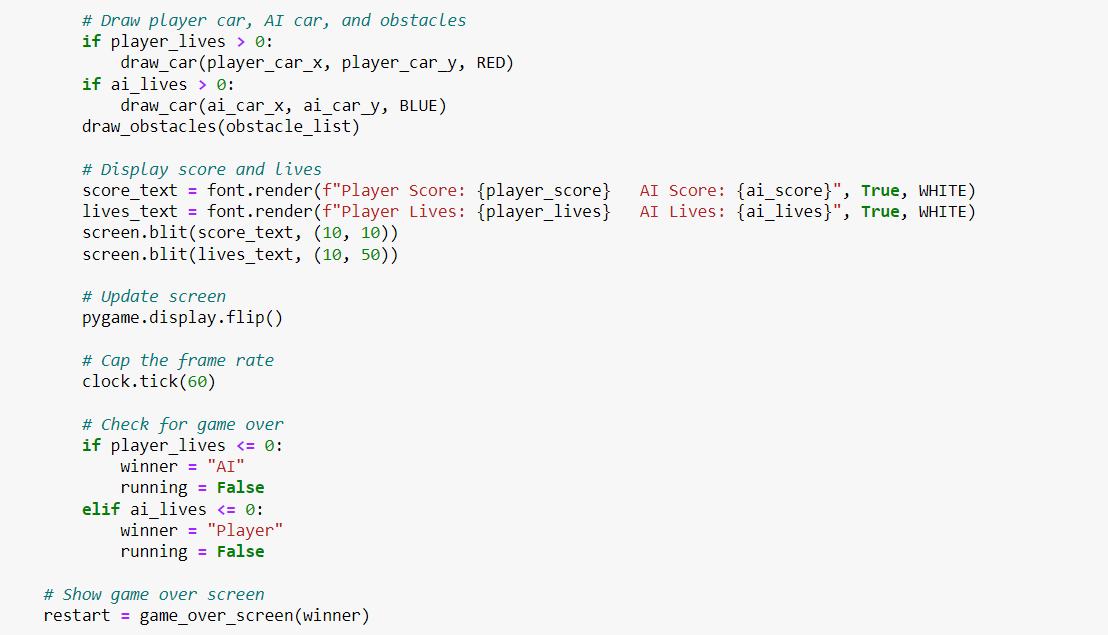 # Draw player car, AI car, and obstacles
if player_lives > 0:
draw_car(player_car_x, player_car_y, RED)
if ai_lives > 0:
draw_car(ai_car_x, ai_car_y, BLUE)
draw_obstacles(obstacle_list)
# Display score and lives
score_text = font.render(f"Player Score: {player_score}   AI Score: {ai_score}", True, WHITE)
lives_text = font.render(f"Player Lives: {player_lives}   AI Lives: {ai_lives}", True, WHITE)
screen.blit(score_text, (10, 10))
screen.blit(lives_text, (10, 50))
# Update screen
pygame.display.flip()
# Cap the frame rate
clock.tick(60)
# Check for game over
if player_lives <= 0:
winner = "AI"
running = False
elif ai_lives <= 0:
winner = "Player"
running = False
# Show game over screen
restart = game_over_screen(winner)